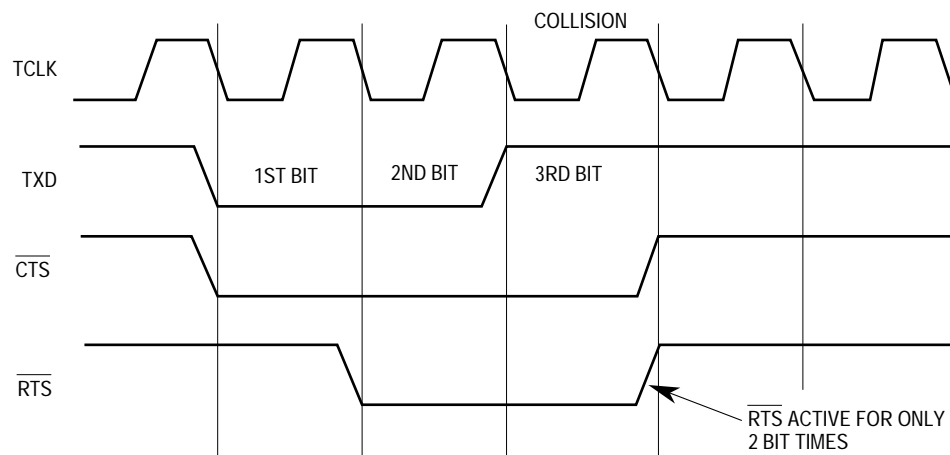 COLLISION
TCLK
TXD
1ST BIT
2ND BIT
3RD BIT
CTS
RTS
RTS ACTIVE FOR ONLY
2 BIT TIMES